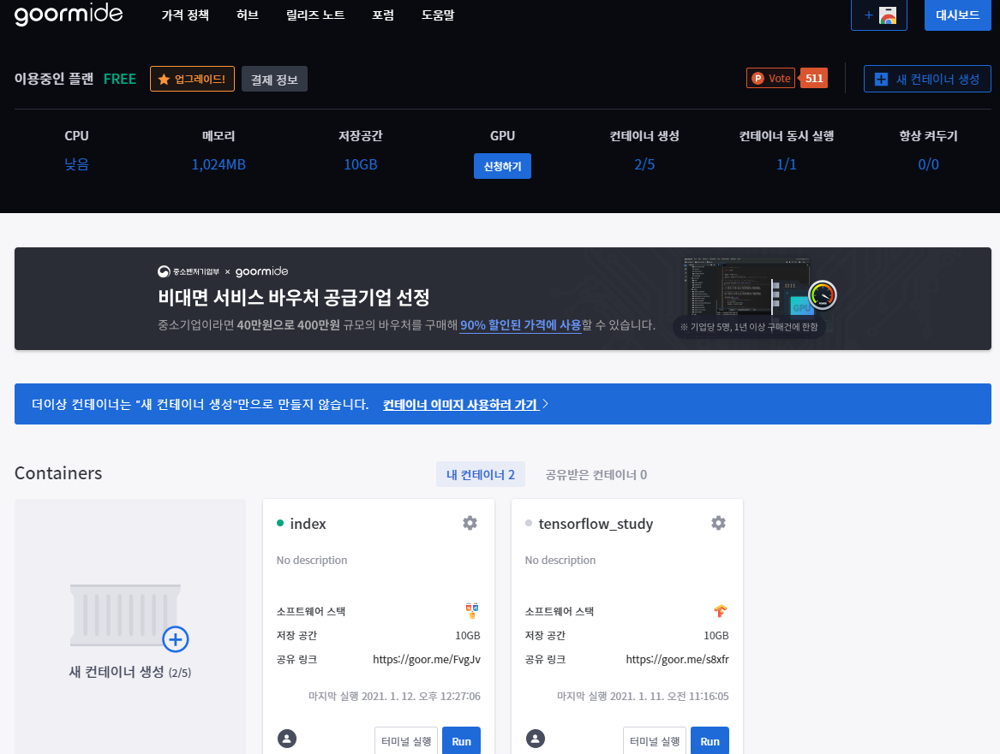 goormide 가격 정책 허브 릴리즈 노트 포럼 도움말 + 대시보드
이용중인 플랜 FREE 업그레이드! 결제 정보 P Vote 511 새 컨테이너 생성
CPU 메모리 저장공간 GPU 컨테이너 생성 컨테이너 동시 실행 항상 켜두기
낮음 1,024MB 10GB 신청하기 2/5 1/1 0/0
중소벤처기업부 × goormide
비대면 서비스 바우처 공급기업 선정
중소기업이라면 40만원으로 400만원 규모의 바우처를 구매해 90% 할인된 가격에 사용할 수 있습니다.
GPU
※ 기업당 5명, 1년 이상 구매건에 한함
더이상 컨테이너는 "새 컨테이너 생성"만으로 만들지 않습니다. 컨테이너 이미지 사용하러 가기
Containers 내 컨테이너 2 공유받은 컨테이너 0
새 컨테이너 생성 (2/5)
index
No description
소프트웨어 스택
저장 공간 10GB
공유 링크 https://goor.me/FvgJv
마지막 실행 2021. 1. 12. 오후 12:27:06
터미널 실행 Run
tensorflow_study
No description
소프트웨어 스택
저장 공간 10GB
공유 링크 https://goor.me/s8xfr
마지막 실행 2021. 1. 11. 오전 11:16:05
터미널 실행 Run